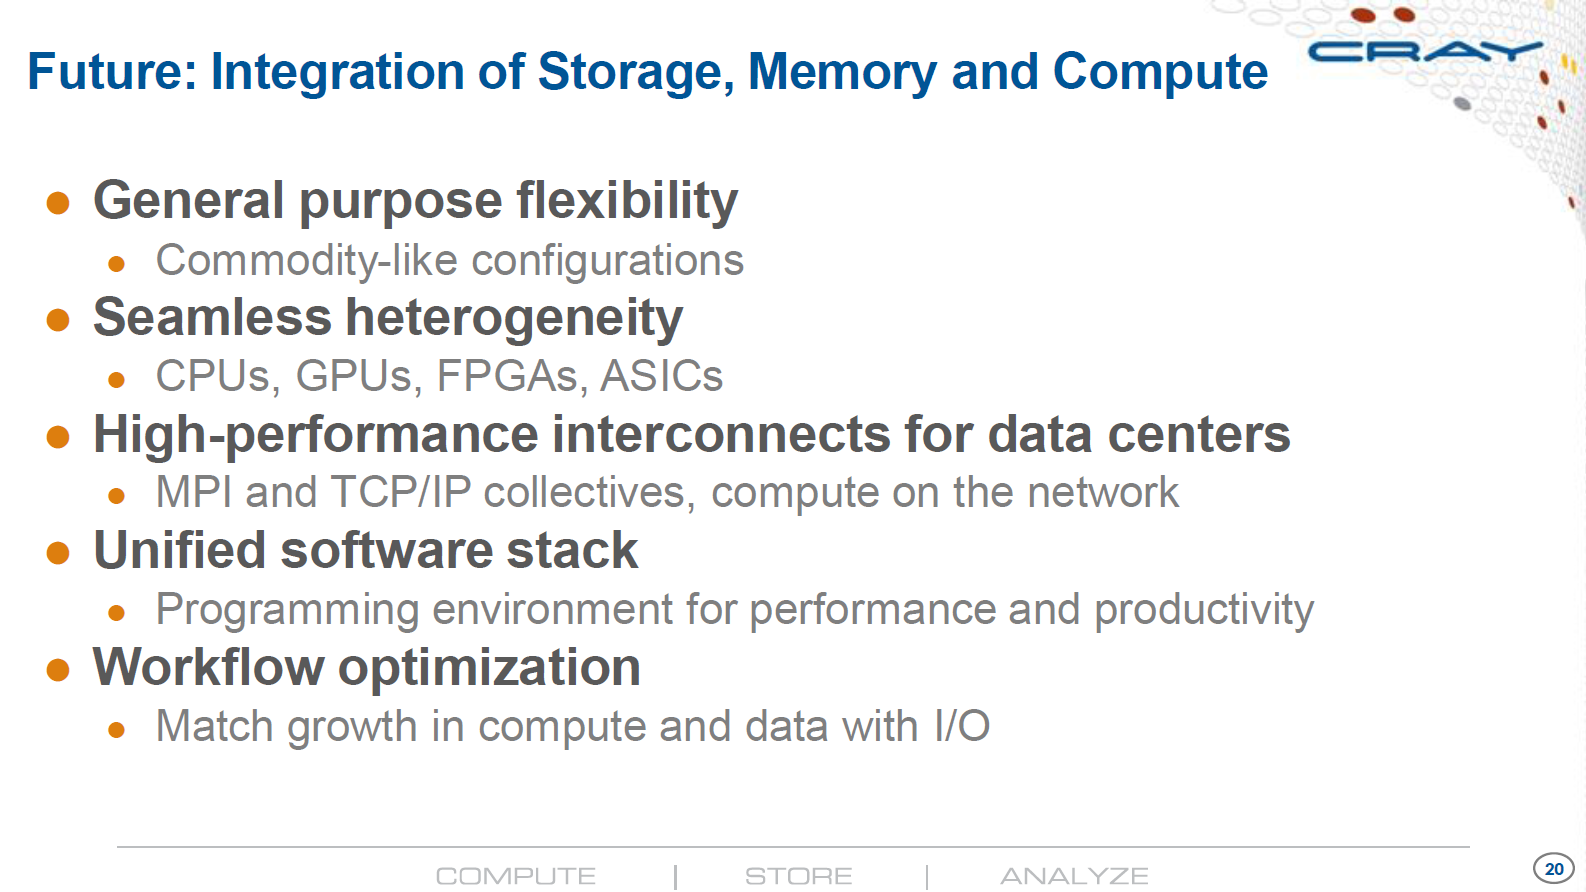 Future: Integration of Storage, Memory and Compute
CRAY
● General purpose flexibility
● Commodity-like configurations
● Seamless heterogeneity
● CPUs, GPUs, FPGAs, ASICs
● High-performance interconnects for data centers
● MPI and TCP/IP collectives, compute on the network
● Unified software stack
● Programming environment for performance and productivity
● Workflow optimization
● Match growth in compute and data with I/O
COMPUTE | STORE | ANALYZE
20